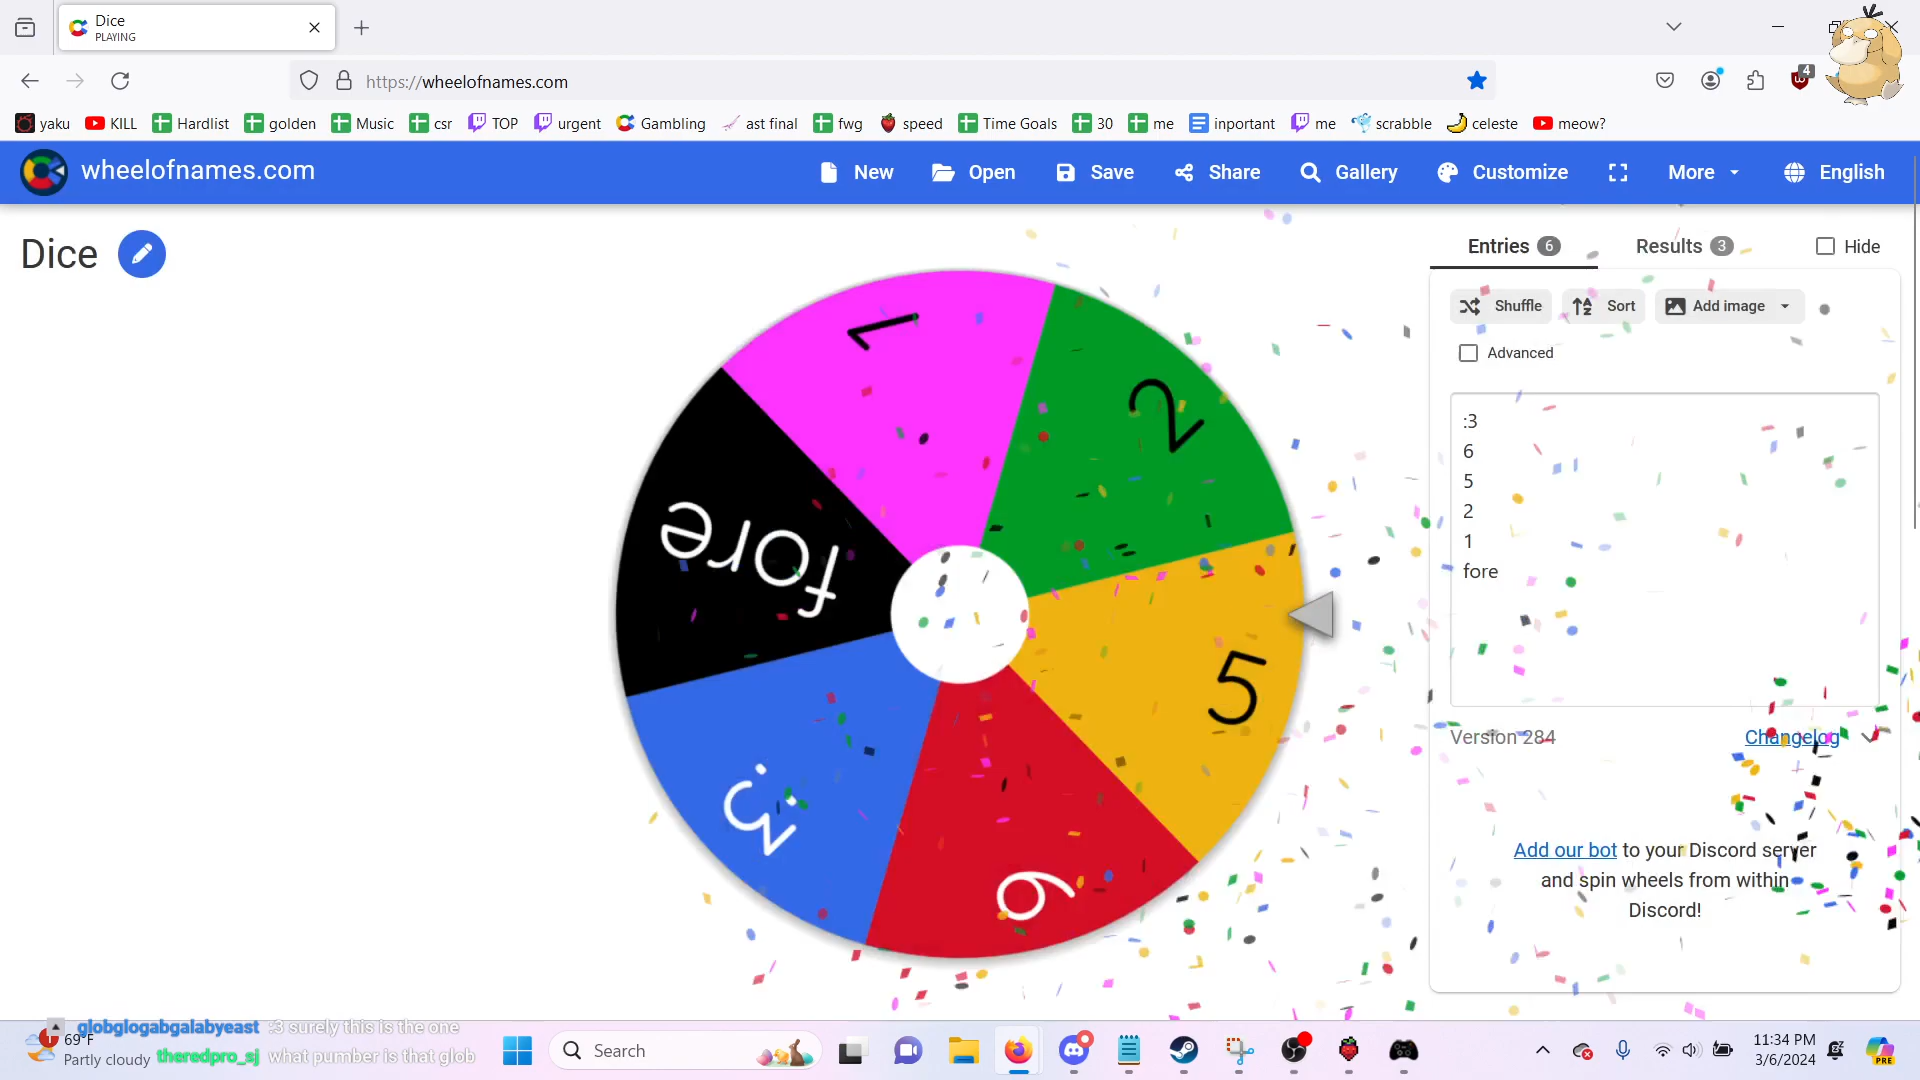 Dice
PLAYING
https://wheelofnames.com
4
yaku KILL Hardlist golden Music csr TOP urgent Gambling ast final fwg speed Time Goals 30 me inportant me scrabble celeste meow?
wheelofnames.com New Open Save Share Gallery Customize More English
Dice
Entries 6 Results 3 Hide
Shuffle Sort Add image
Advanced
:3
6
5
2
1
fore
1
2
5
6
:3
fore
Version 284 Changelog
Add our bot to your Discord server
and spin wheels from within
Discord!
globglogabgalabyeast :3 surely this is the one
theredpro_sj what pumber is that glob
1
69°F
Partly cloudy
Search
11:34 PM
3/6/2024
PRE